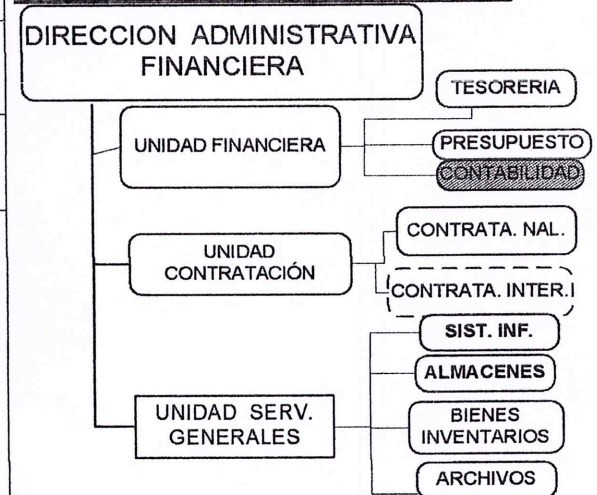 DIRECCION ADMINISTRATIVA
FINANCIERA
TESORERIA
UNIDAD FINANCIERA
PRESUPUESTO
CONTABILIDAD
CONTRATA. NAL.
UNIDAD
CONTRATACIÓN
CONTRATA. INTER.I
SIST. INF.
ALMACENES
UNIDAD SERV.
GENERALES
BIENES
INVENTARIOS
ARCHIVOS